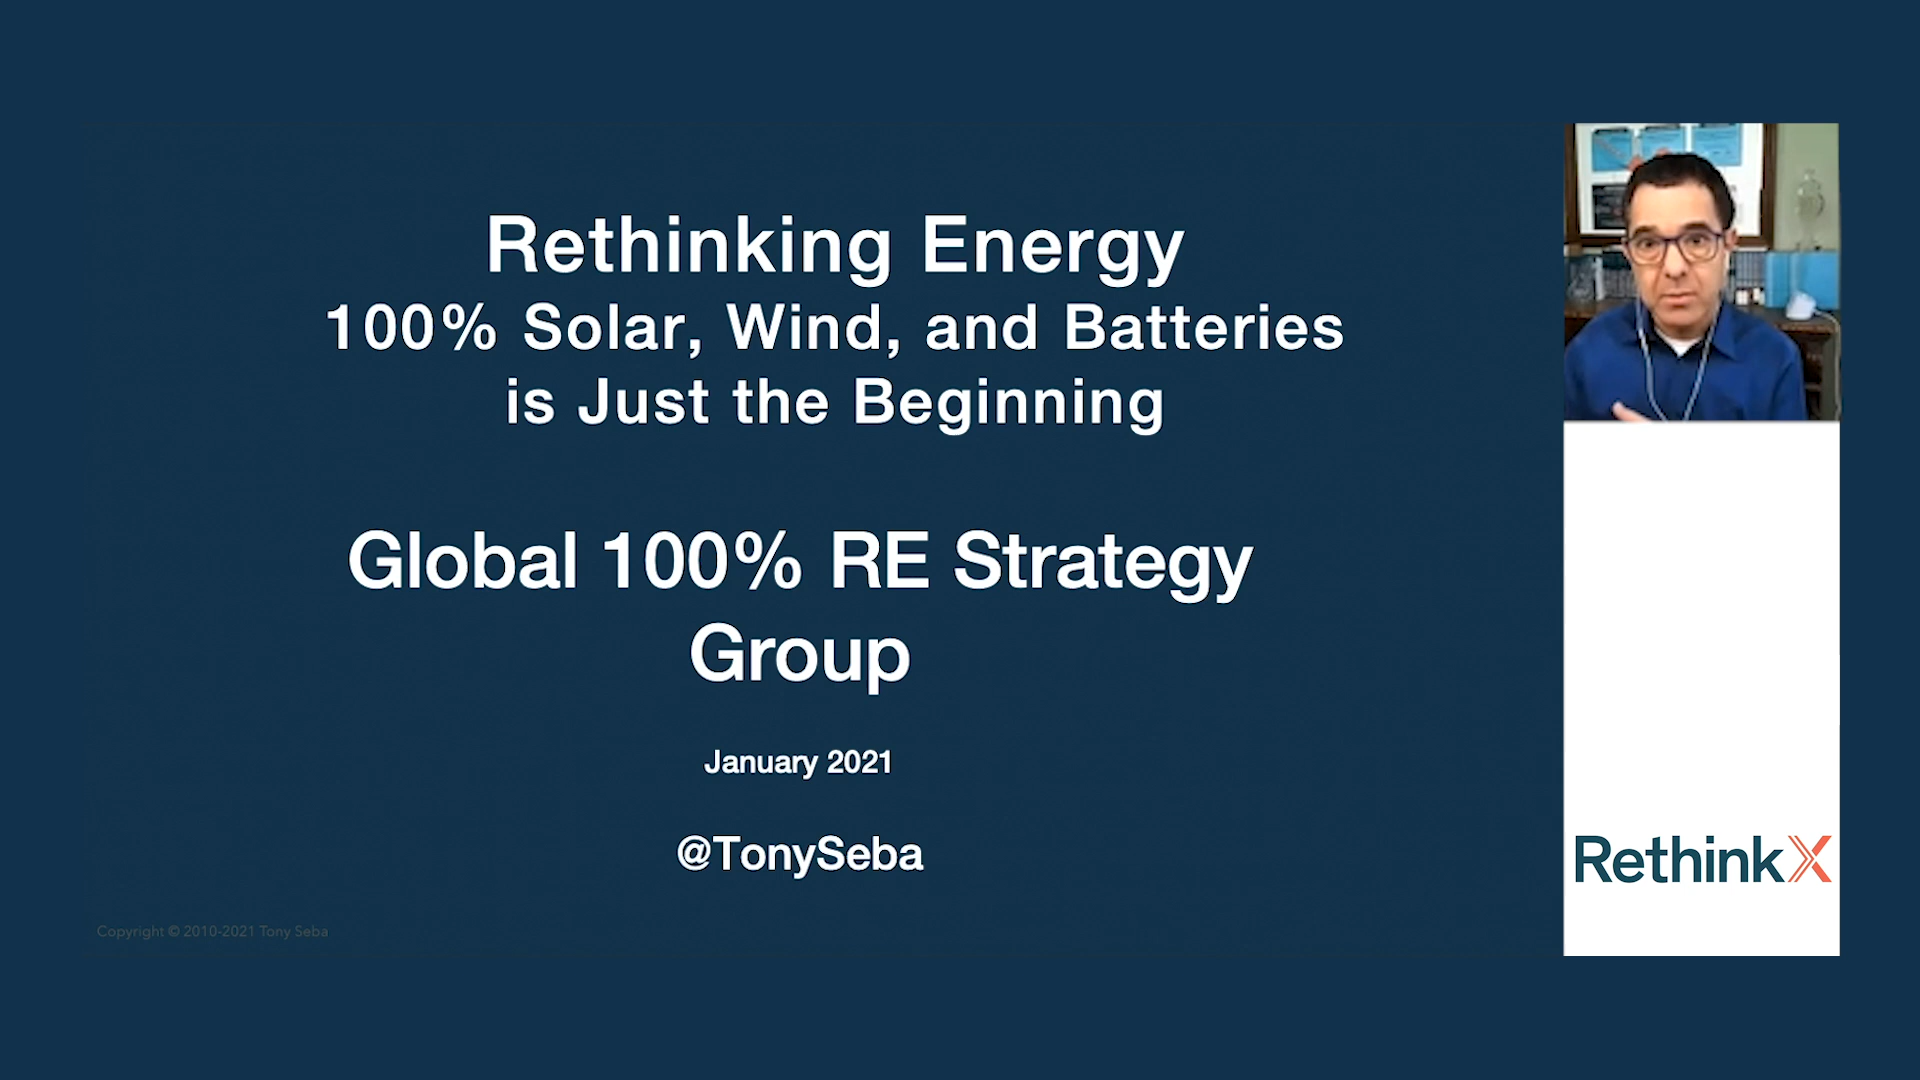 Rethinking Energy
100% Solar, Wind, and Batteries
is Just the Beginning
Global 100% RE Strategy
Group
January 2021
@TonySeba
Copyright © 2010-2021 Tony Seba
RethinkX